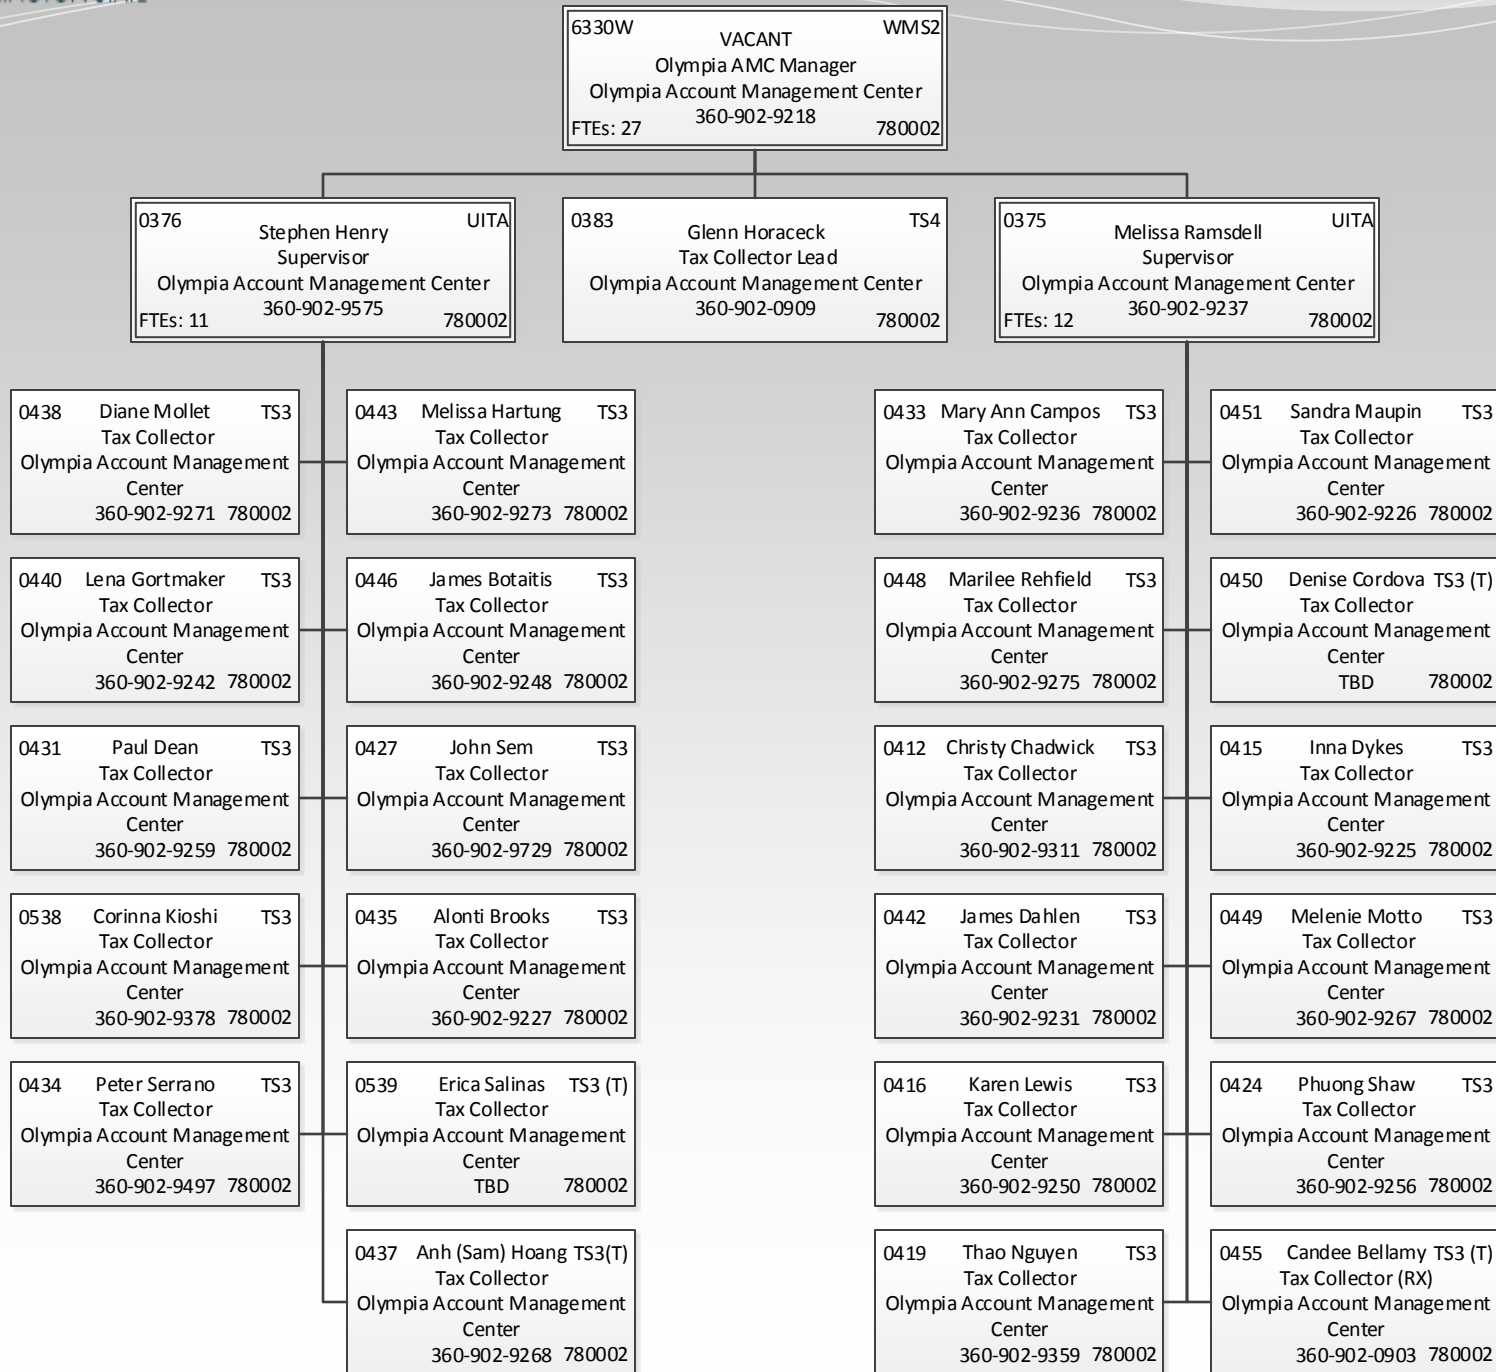 6330W WMS2
VACANT
Olympia AMC Manager
Olympia Account Management Center
360-902-9218
FTEs: 27 780002
0376 UITA
Stephen Henry
Supervisor
Olympia Account Management Center
360-902-9575
FTEs: 11 780002
0383 TS4
Glenn Horaceck
Tax Collector Lead
Olympia Account Management Center
360-902-0909
780002
0375 UITA
Melissa Ramsdell
Supervisor
Olympia Account Management Center
360-902-9237
FTEs: 12 780002
0438 Diane Mollet TS3
Tax Collector
Olympia Account Management
Center
360-902-9271 780002
0443 Melissa Hartung TS3
Tax Collector
Olympia Account Management
Center
360-902-9273 780002
0433 Mary Ann Campos TS3
Tax Collector
Olympia Account Management
Center
360-902-9236 780002
0451 Sandra Maupin TS3
Tax Collector
Olympia Account Management
Center
360-902-9226 780002
0440 Lena Gortmaker TS3
Tax Collector
Olympia Account Management
Center
360-902-9242 780002
0446 James Botaitis TS3
Tax Collector
Olympia Account Management
Center
360-902-9248 780002
0448 Marilee Rehfield TS3
Tax Collector
Olympia Account Management
Center
360-902-9275 780002
0450 Denise Cordova TS3 (T)
Tax Collector
Olympia Account Management
Center
TBD 780002
0431 Paul Dean TS3
Tax Collector
Olympia Account Management
Center
360-902-9259 780002
0427 John Sem TS3
Tax Collector
Olympia Account Management
Center
360-902-9729 780002
0412 Christy Chadwick TS3
Tax Collector
Olympia Account Management
Center
360-902-9311 780002
0415 Inna Dykes TS3
Tax Collector
Olympia Account Management
Center
360-902-9225 780002
0538 Corinna Kioshi TS3
Tax Collector
Olympia Account Management
Center
360-902-9378 780002
0435 Alonti Brooks TS3
Tax Collector
Olympia Account Management
Center
360-902-9227 780002
0442 James Dahlen TS3
Tax Collector
Olympia Account Management
Center
360-902-9231 780002
0449 Melenie Motto TS3
Tax Collector
Olympia Account Management
Center
360-902-9267 780002
0434 Peter Serrano TS3
Tax Collector
Olympia Account Management
Center
360-902-9497 780002
0539 Erica Salinas TS3 (T)
Tax Collector
Olympia Account Management
Center
TBD 780002
0416 Karen Lewis TS3
Tax Collector
Olympia Account Management
Center
360-902-9250 780002
0424 Phuong Shaw TS3
Tax Collector
Olympia Account Management
Center
360-902-9256 780002
0437 Anh (Sam) Hoang TS3(T)
Tax Collector
Olympia Account Management
Center
360-902-9268 780002
0419 Thao Nguyen TS3
Tax Collector
Olympia Account Management
Center
360-902-9359 780002
0455 Candee Bellamy TS3 (T)
Tax Collector (RX)
Olympia Account Management
Center
360-902-0903 780002